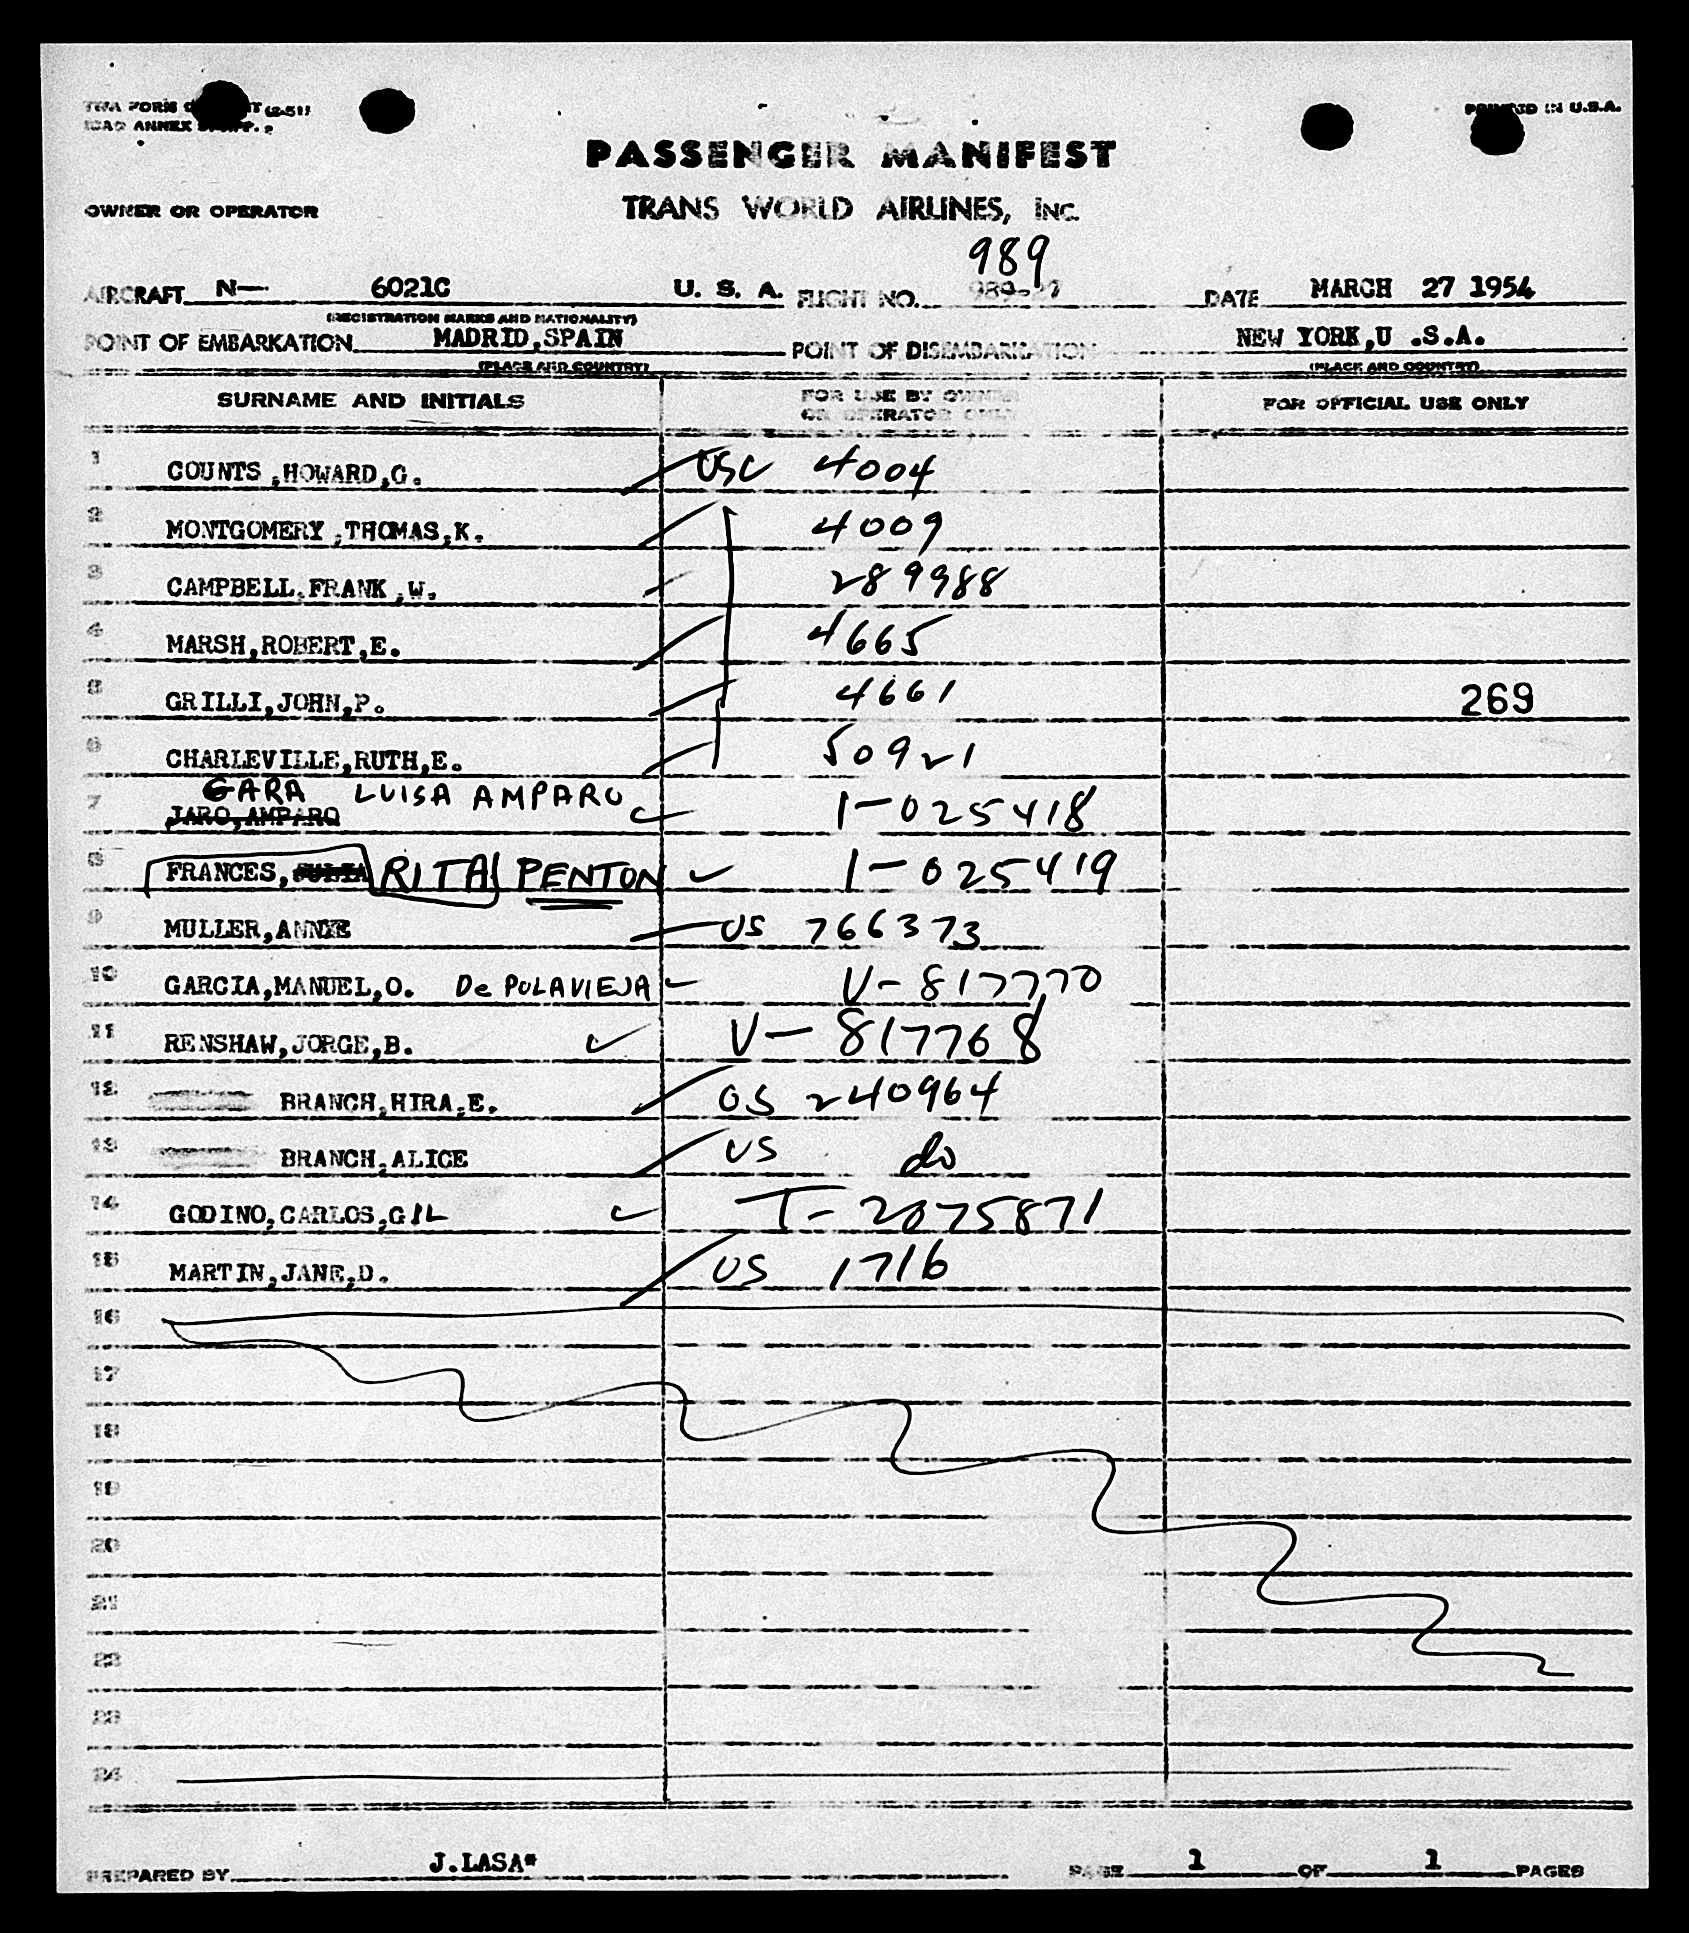 PRINTED IN U.S.A.
PASSENGER MANIFEST
OWNER OR OPERATOR TRANS WORLD AIRLINES, INC.
989
AIRCRAFT N— 6021C U. S. A. FLIGHT NO. DATE MARCH 27 1954
(REGISTRATION MARKS AND NATIONALITY)
POINT OF EMBARKATION MADRID,SPAIN POINT OF DISEMBARKATION NEW YORK,U .S.A.
(PLACE AND COUNTRY) (PLACE AND COUNTRY)
SURNAME AND INITIALS FOR USE BY OWNER OR OPERATOR ONLY FOR OFFICIAL USE ONLY
1 COUNTS ,HOWARD,G. USC 4004
2 MONTGOMERY ,THOMAS,K. 4009
3 CAMPBELL,FRANK ,W. 289988
4 MARSH,ROBERT,E. 4665
5 GRILLI,JOHN,P. 4661 269
6 CHARLEVILLE,RUTH,E. 50921
GARA LUISA AMPARO
7 JARO,AMPARO 1-025418
8 FRANCES, JULIA RITA PENTON 1-025419
9 MULLER,ANNIE US 766373
10 GARCIA,MANUEL,O. De POLAVIEJA V-817770
11 RENSHAW,JORGE,B. V-817768
12 BRANCH,HIRA,E. US 240964
13 BRANCH,ALICE US do
14 GODINO,CARLOS,GIL T-2075871
15 MARTIN,JANE,D. US 1716
16
17
18
19
20
21
22
23
24
PREPARED BY J.LASA* PAGE 1 OF 1 PAGES